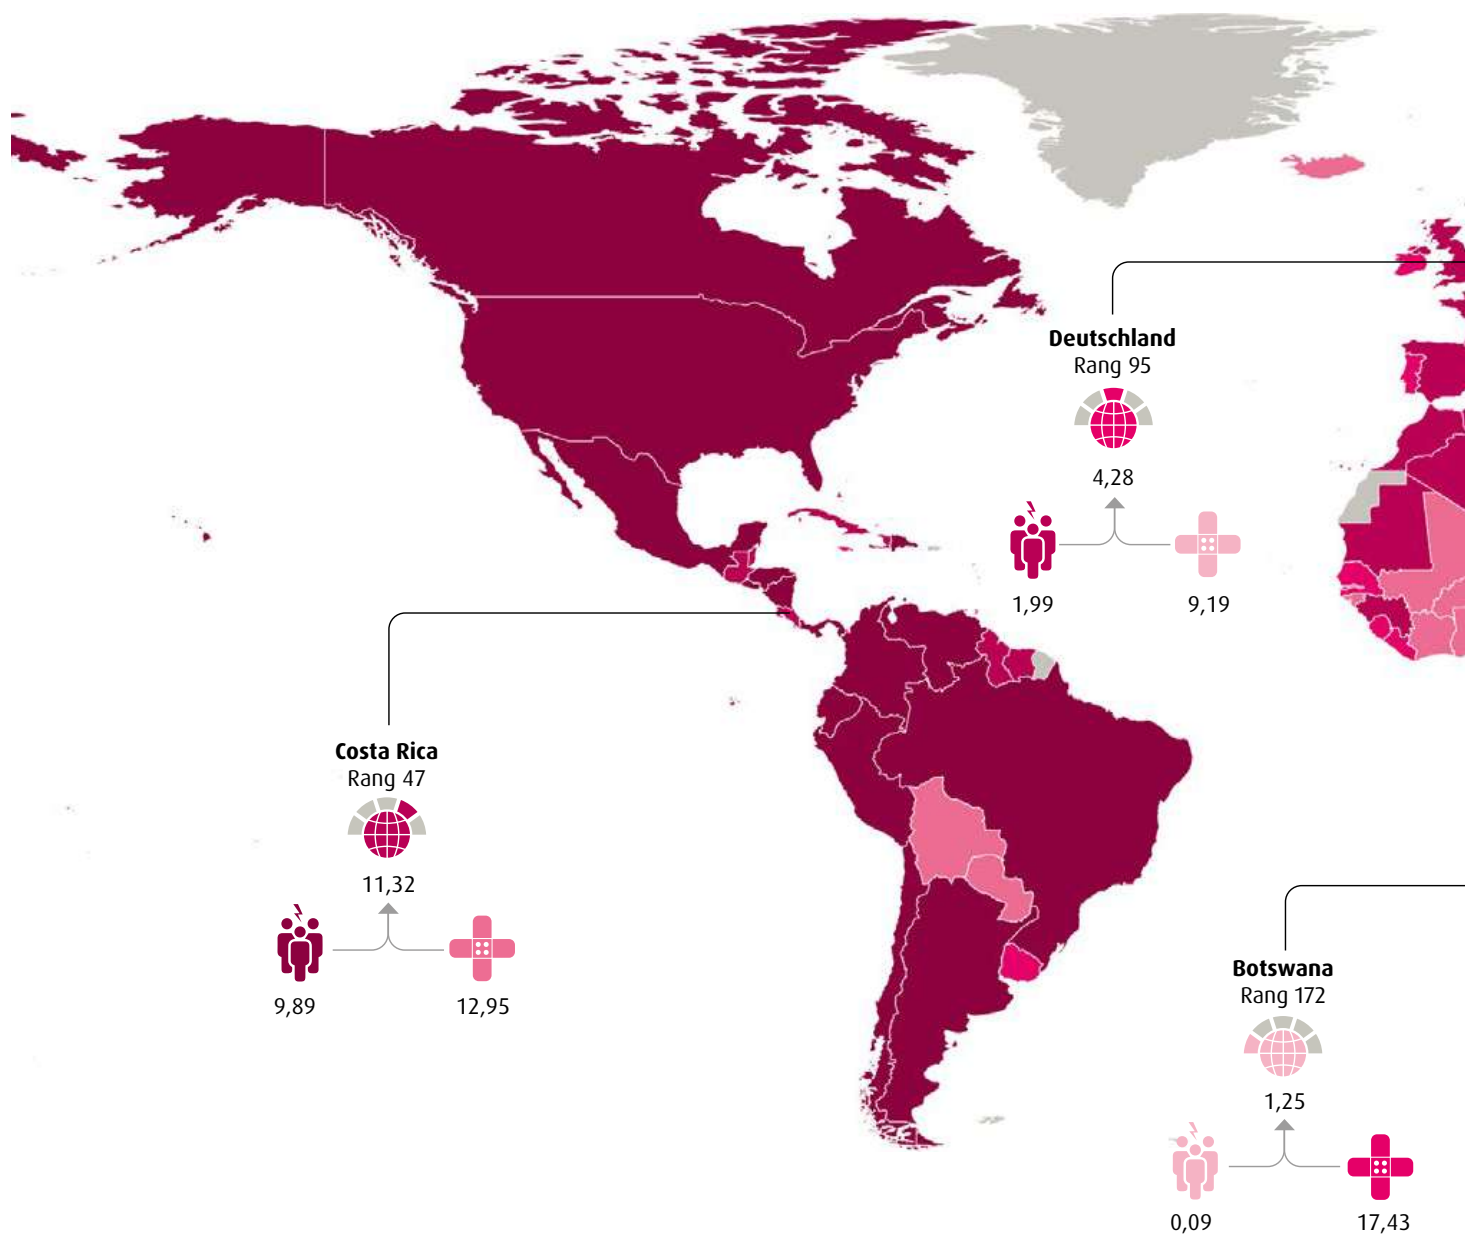 Deutschland
Rang 95
4,28
1,99
9,19
Costa Rica
Rang 47
11,32
9,89
12,95
Botswana
Rang 172
1,25
0,09
17,43